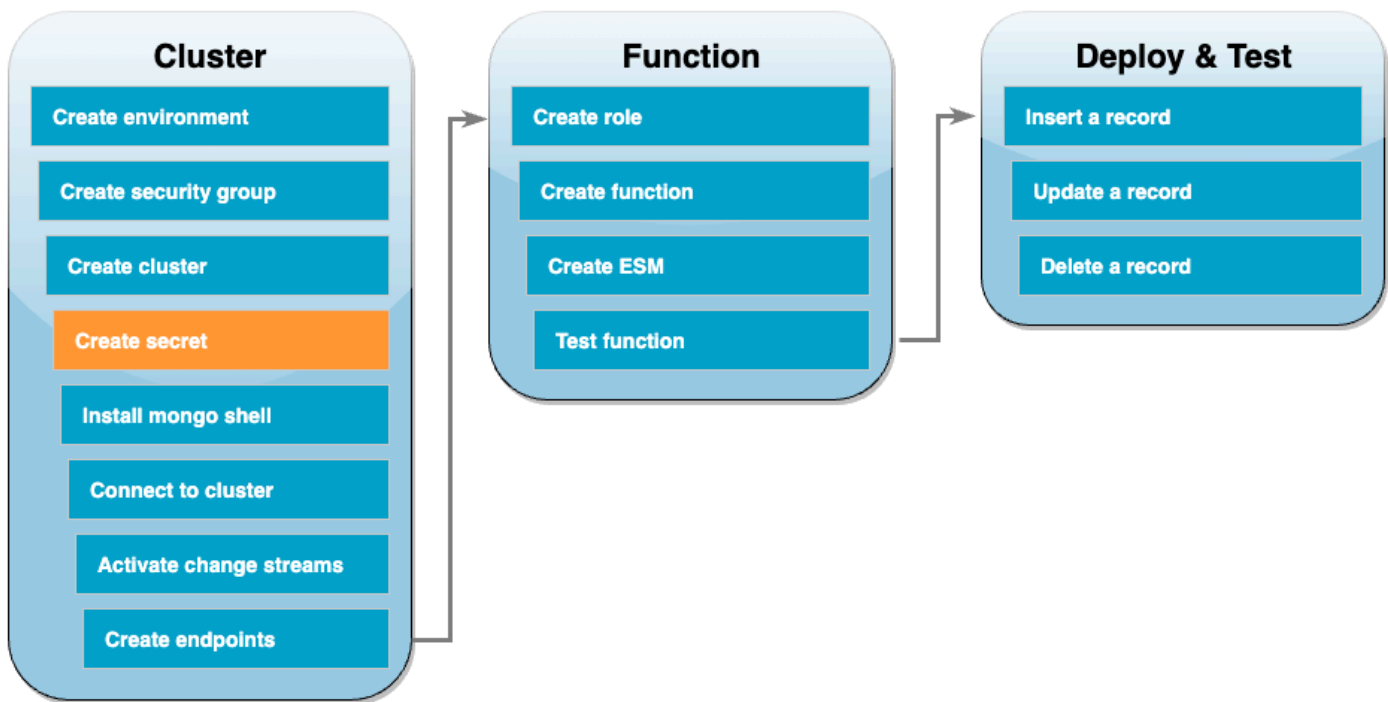 Cluster
Create environment
Create security group
Create cluster
Create secret
Install mongo shell
Connect to cluster
Activate change streams
Create endpoints
Function
Create role
Create function
Create ESM
Test function
Deploy & Test
Insert a record
Update a record
Delete a record